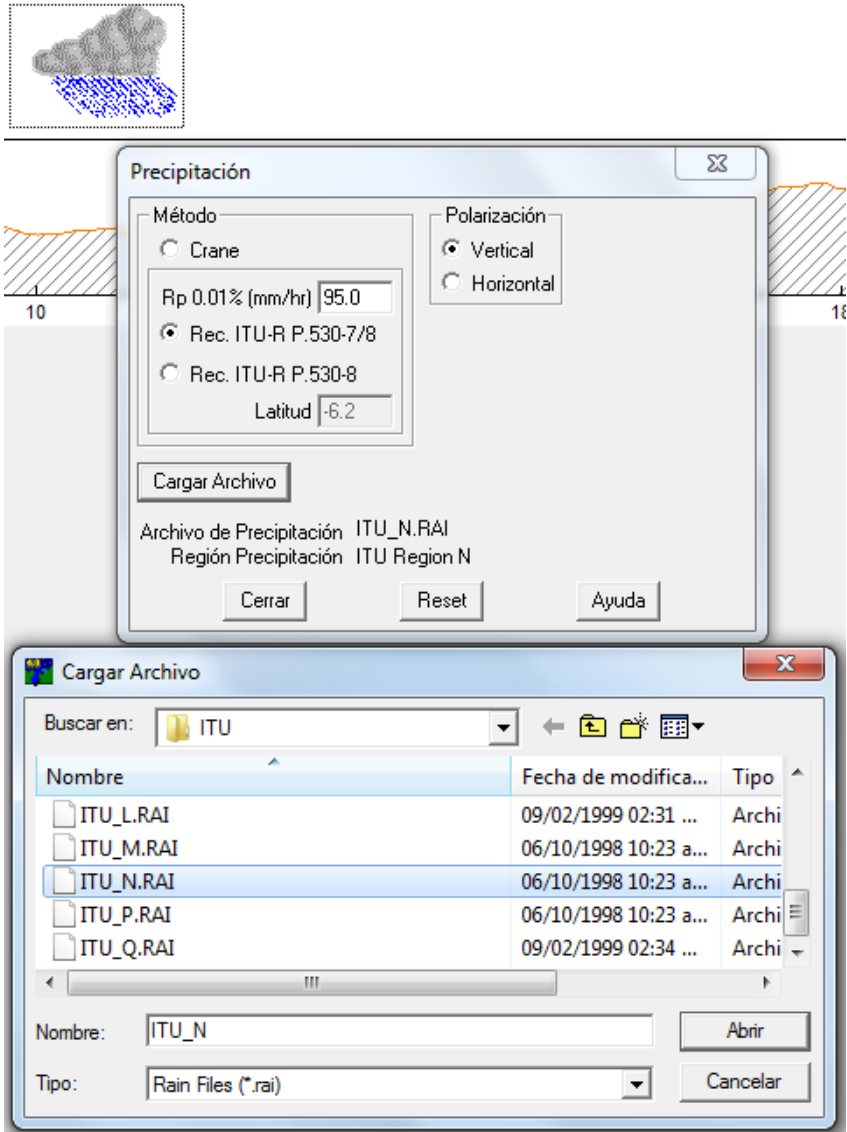 Precipitación
Método
Polarización
Crane
Vertical
Rp 0.01% (mm/hr) 95.0
Horizontal
Rec. ITU-R P.530-7/8
Rec. ITU-R P.530-8
Latitud -6.2
10
18
Cargar Archivo
Archivo de Precipitación ITU_N.RAI
Región Precipitación ITU Region N
Cerrar Reset Ayuda
Cargar Archivo
Buscar en: ITU
Nombre Fecha de modifica... Tipo
ITU_L.RAI 09/02/1999 02:31 ... Archi
ITU_M.RAI 06/10/1998 10:23 a... Archi
ITU_N.RAI 06/10/1998 10:23 a... Archi
ITU_P.RAI 06/10/1998 10:23 a... Archi
ITU_Q.RAI 09/02/1999 02:34 ... Archi
Nombre: ITU_N Abrir
Tipo: Rain Files (*.rai) Cancelar